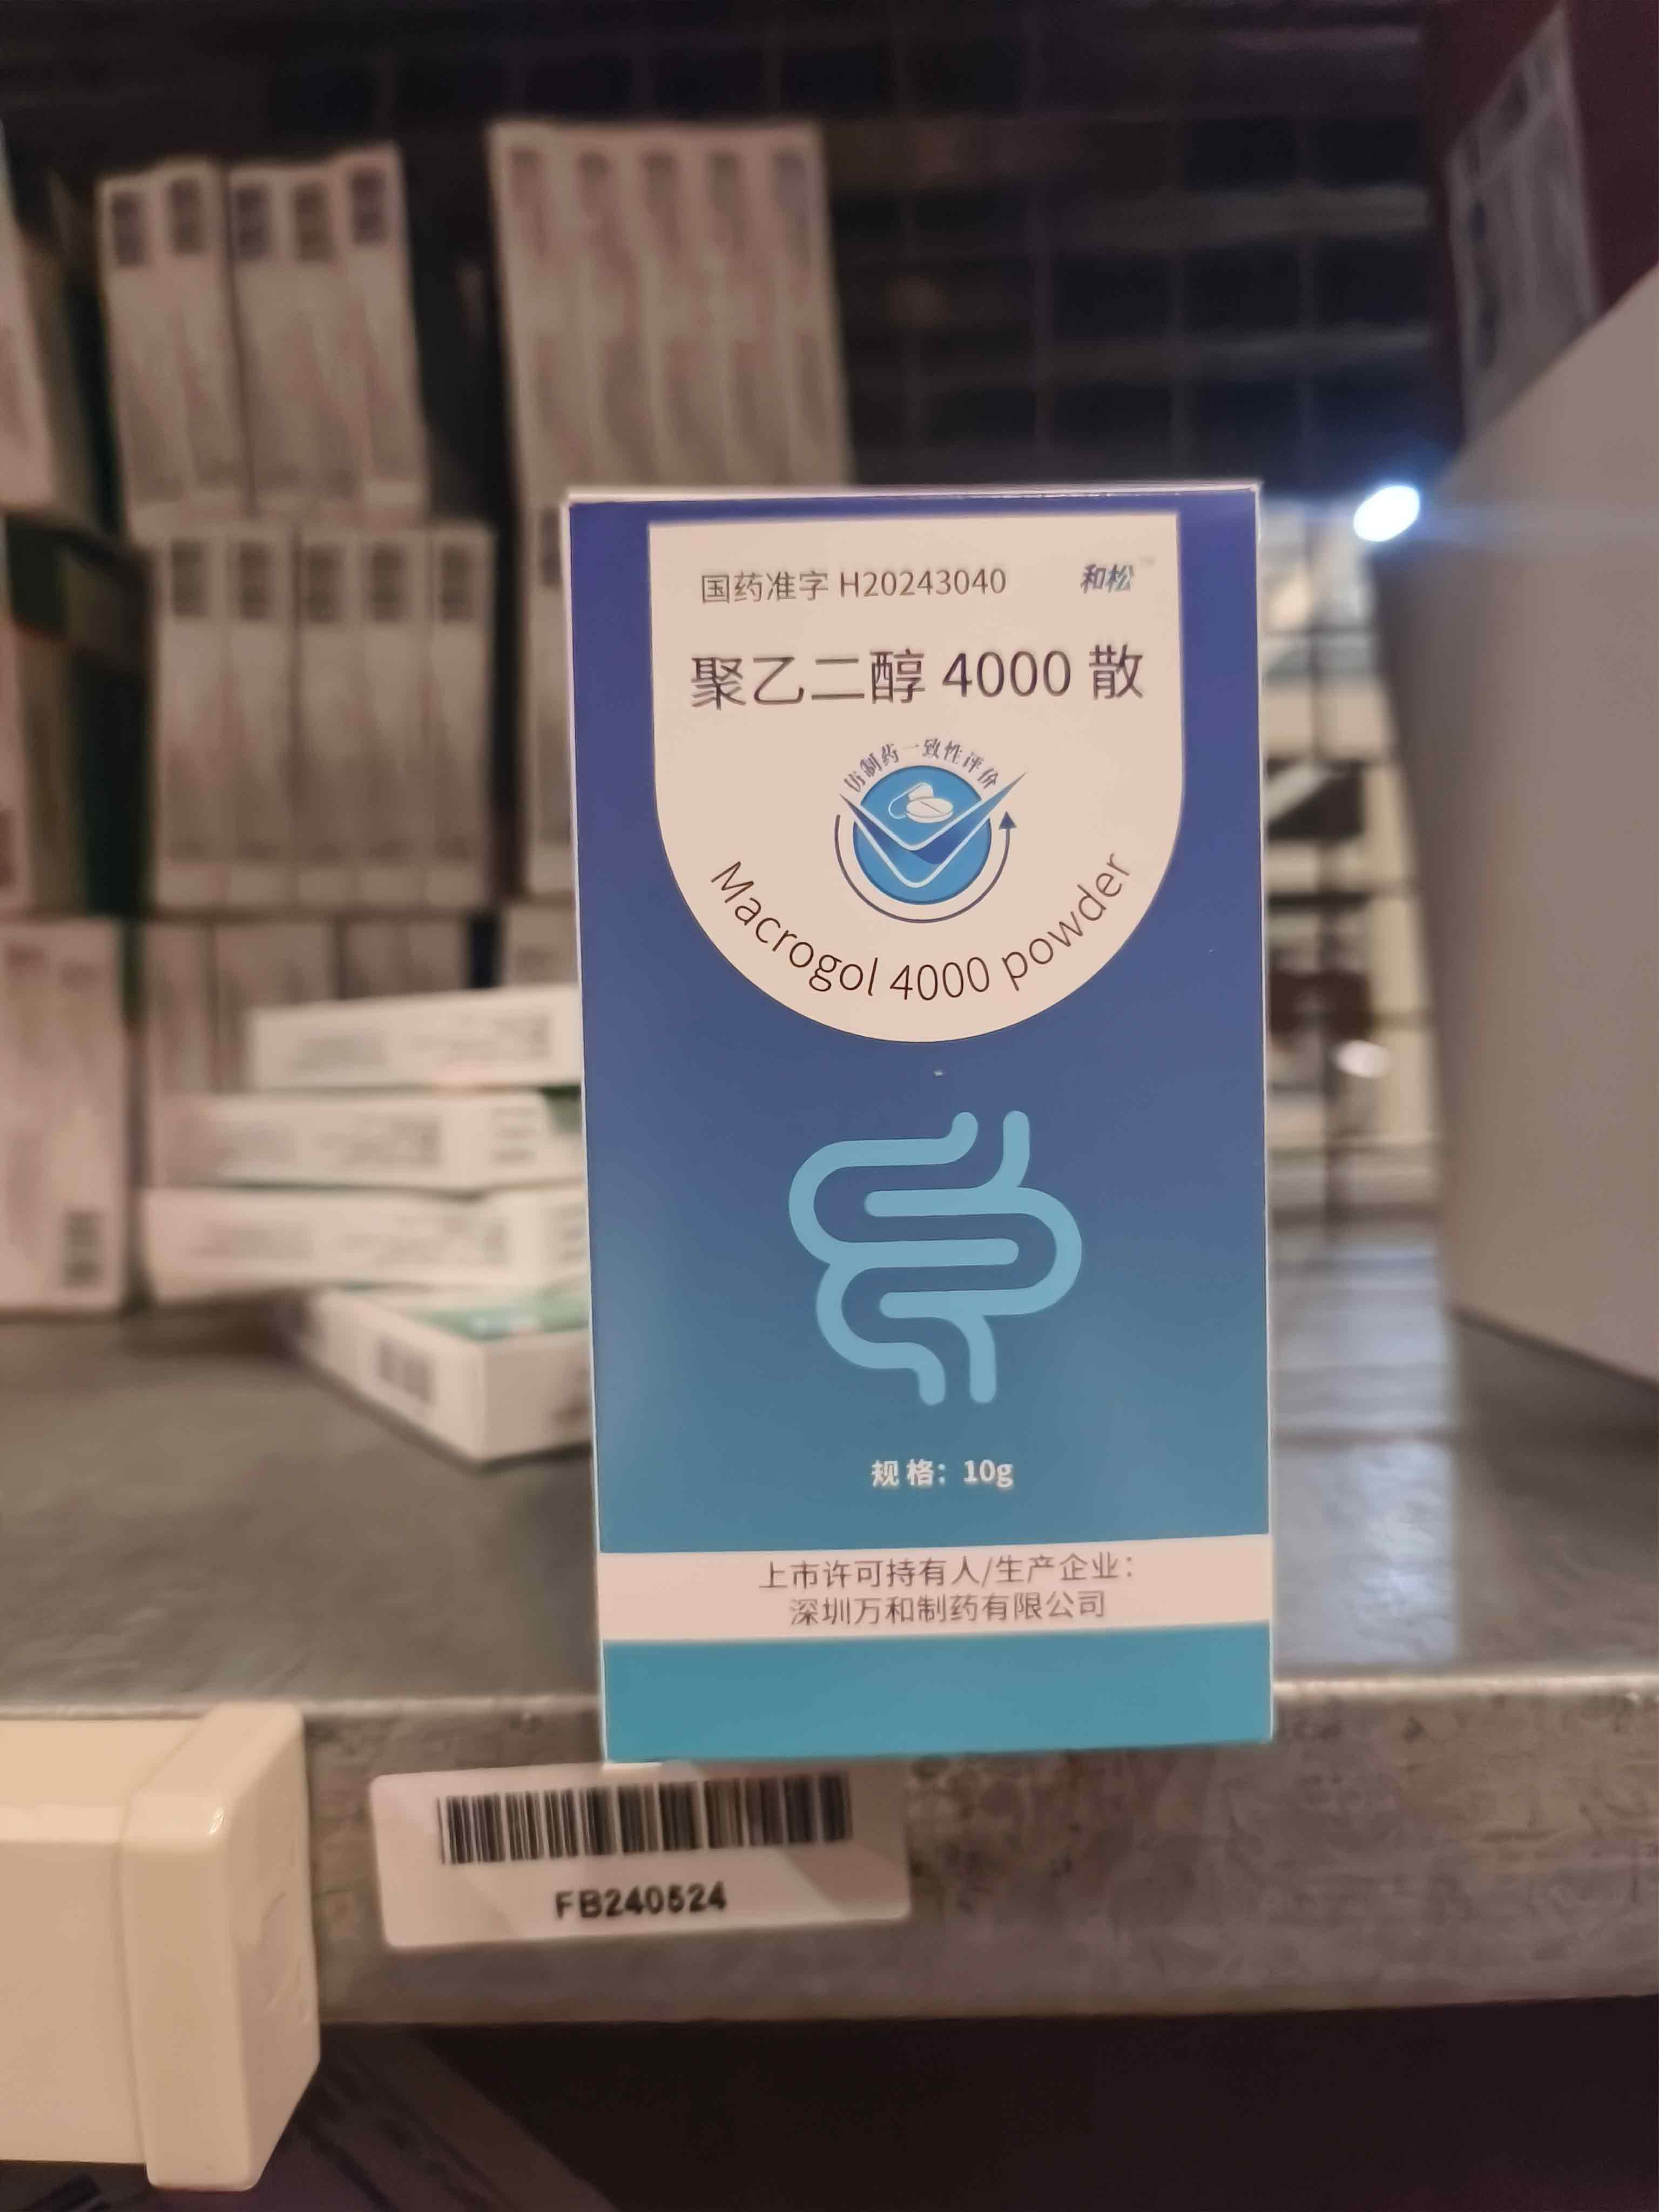 国药准字 H20243040
和松™
聚乙二醇 4000 散
仿制药一致性评价
Macrogol 4000 powder
规格：10g
上市许可持有人/生产企业：
深圳万和制药有限公司
FB240524